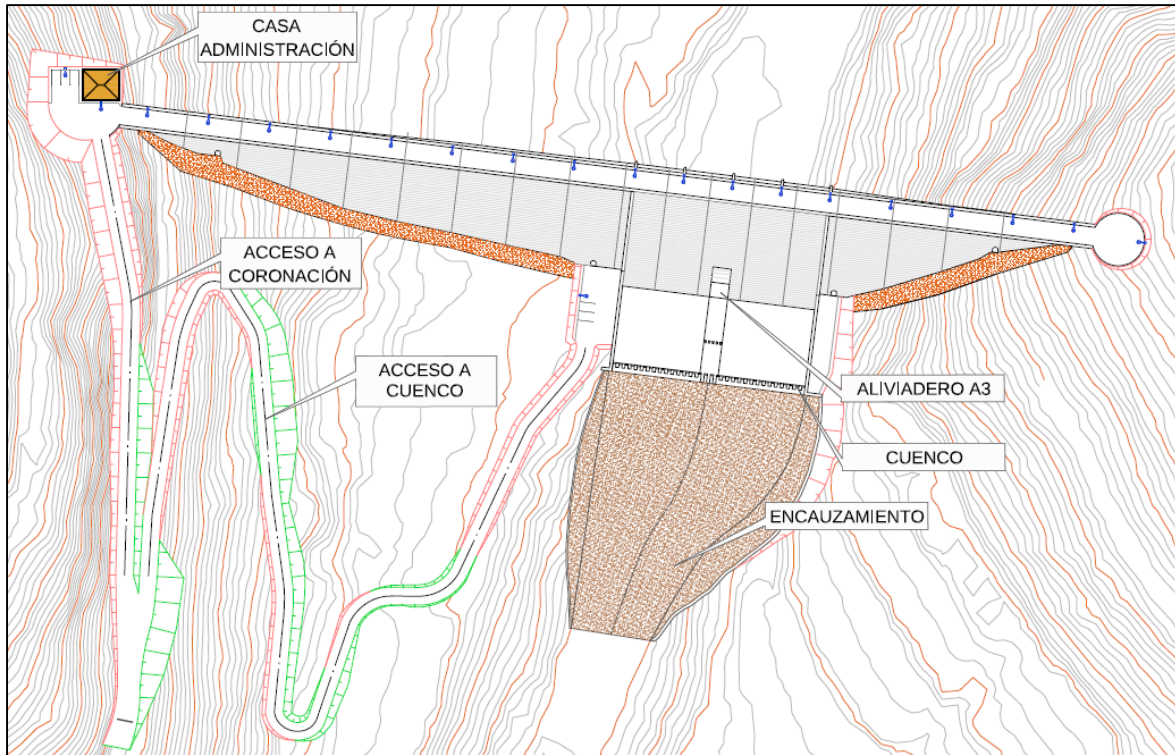 CASA
ADMINISTRACIÓN
ACCESO A
CORONACIÓN
ACCESO A
CUENCO
ALIVIADERO A3
CUENCO
ENCAUZAMIENTO